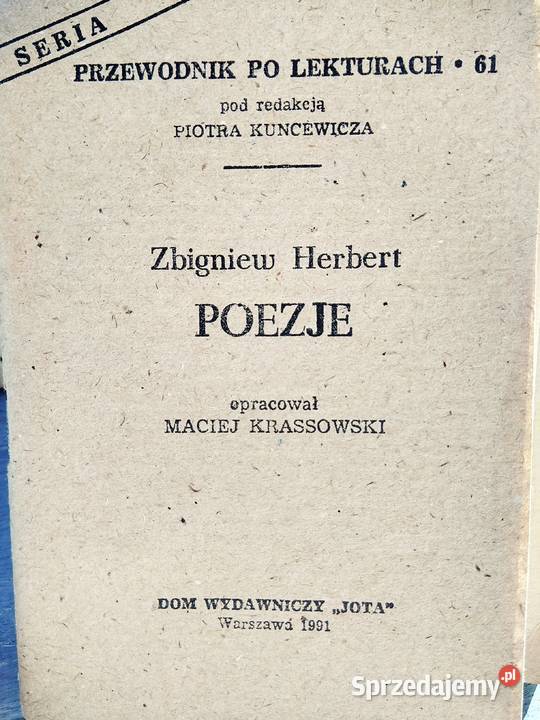 SERIA
PRZEWODNIK PO LEKTURACH • 61
pod redakcją
PIOTRA KUNCEWICZA
Zbigniew Herbert
POEZJE
opracował
MACIEJ KRASSOWSKI
DOM WYDAWNICZY „JOTA”
Warszawa 1991
Sprzedajemy.pl